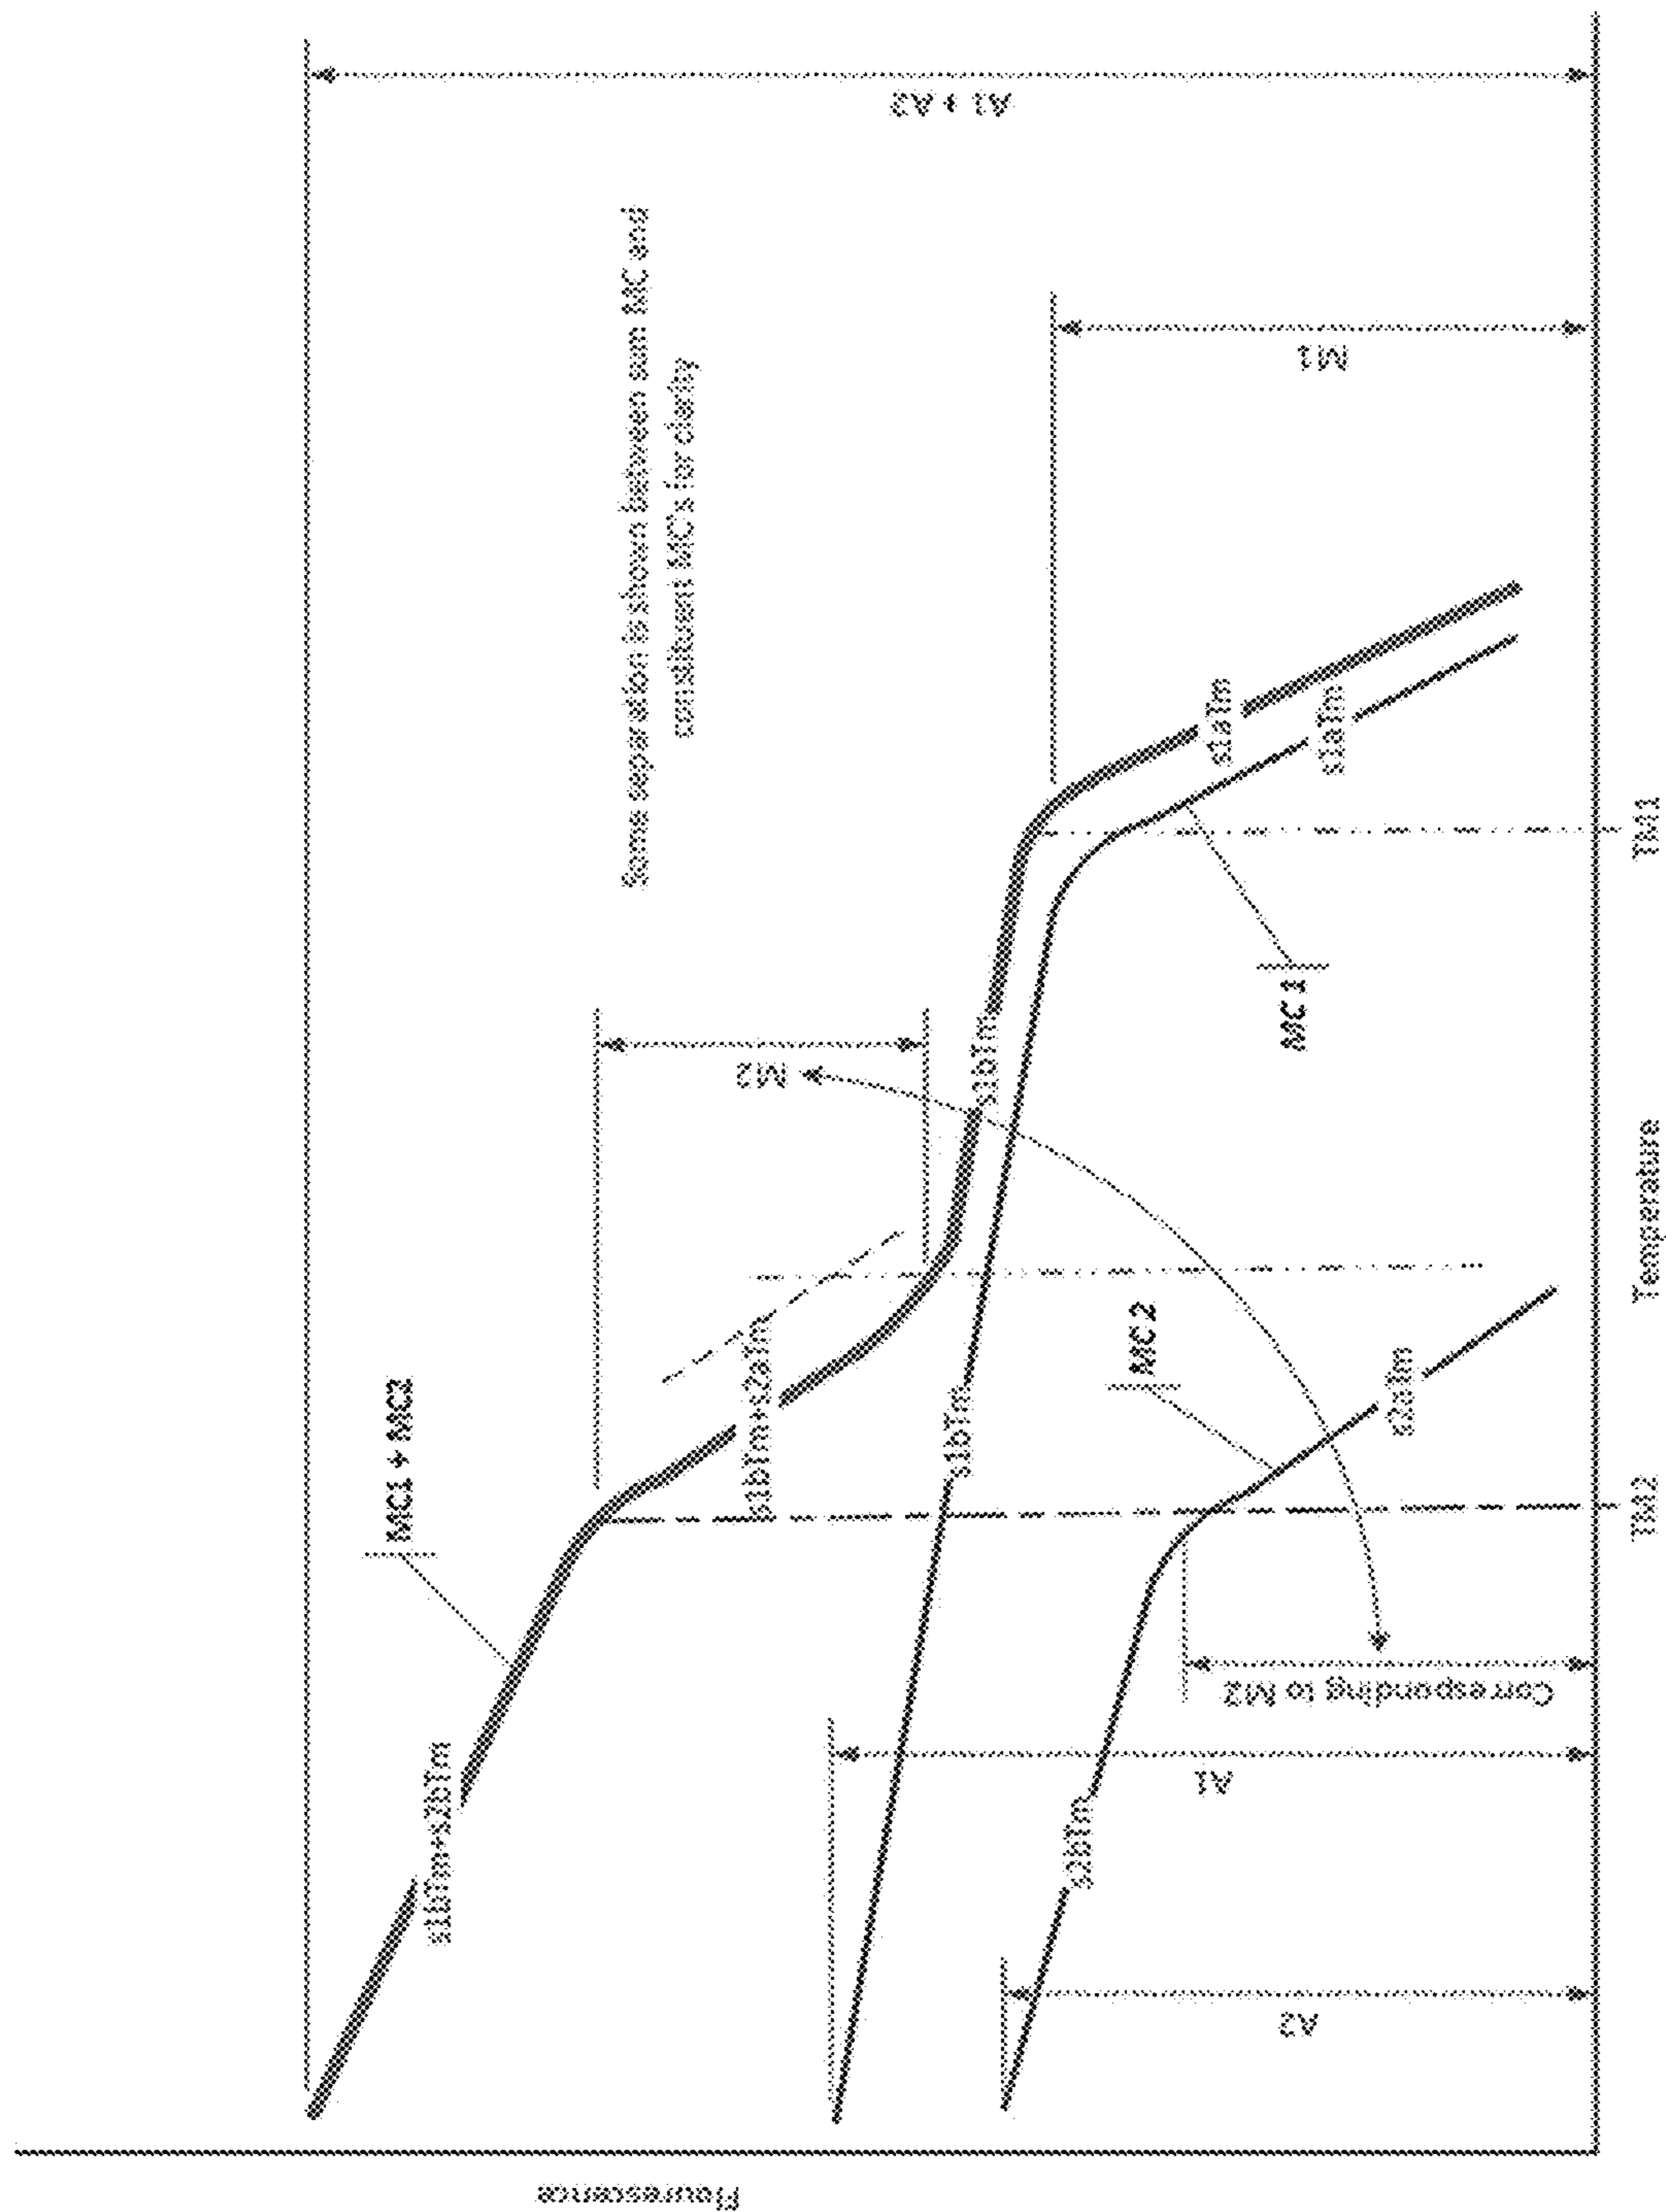 Flourescence
MC1 + MC2
s1bTm+s2bTm
s1bTm+s2aTm
A1 + A2
Some separation is shown between sum MC and
constituent MC's for clarity
M2
s1bTm
s1bTm
M1
s1aTm
s1aTm
MC 1
MC 2
s2bTm
s2aTm
A1
A2
Corresponding to M2
TM2
Temperature
TM1